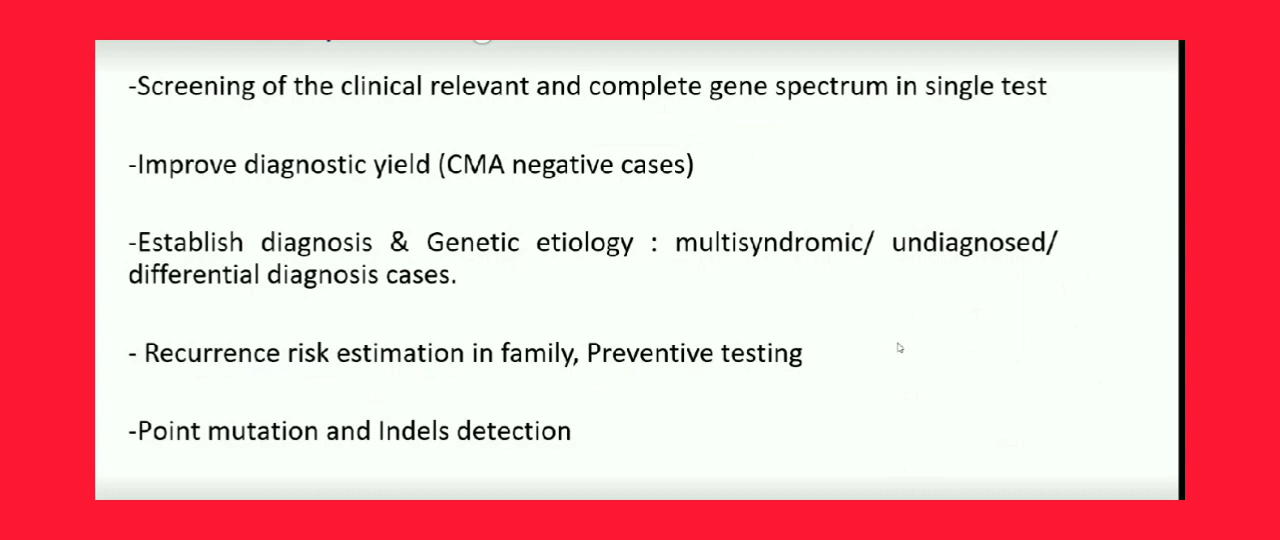 -Screening of the clinical relevant and complete gene spectrum in single test
-Improve diagnostic yield (CMA negative cases)
-Establish diagnosis & Genetic etiology : multisyndromic/ undiagnosed/
differential diagnosis cases.
- Recurrence risk estimation in family, Preventive testing
-Point mutation and Indels detection